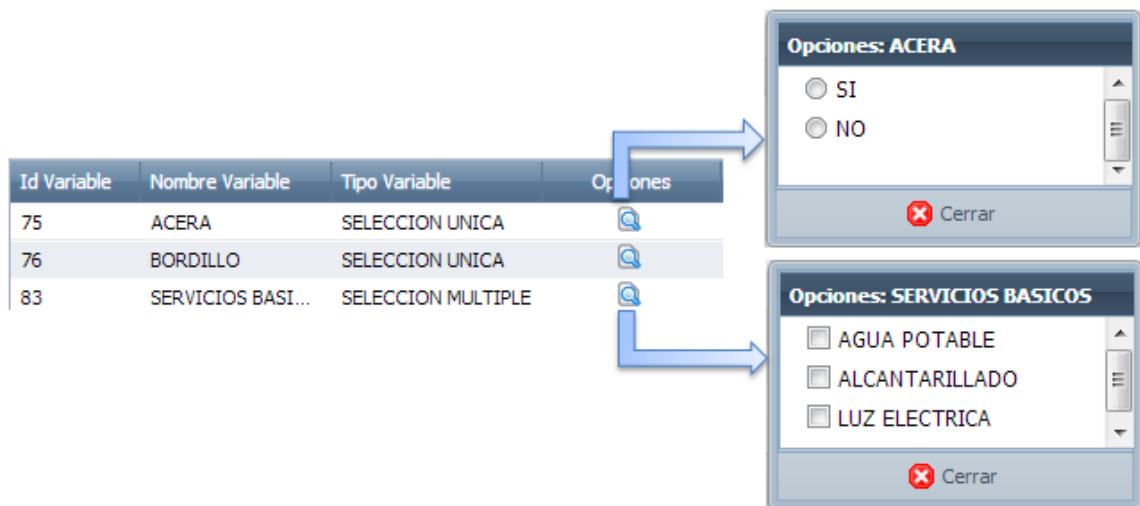 Id Variable Nombre Variable Tipo Variable Opciones
75 ACERA SELECCION UNICA
76 BORDILLO SELECCION UNICA
83 SERVICIOS BASI... SELECCION MULTIPLE
Opciones: ACERA
SI
NO
Cerrar
Opciones: SERVICIOS BASICOS
AGUA POTABLE
ALCANTARILLADO
LUZ ELECTRICA
Cerrar